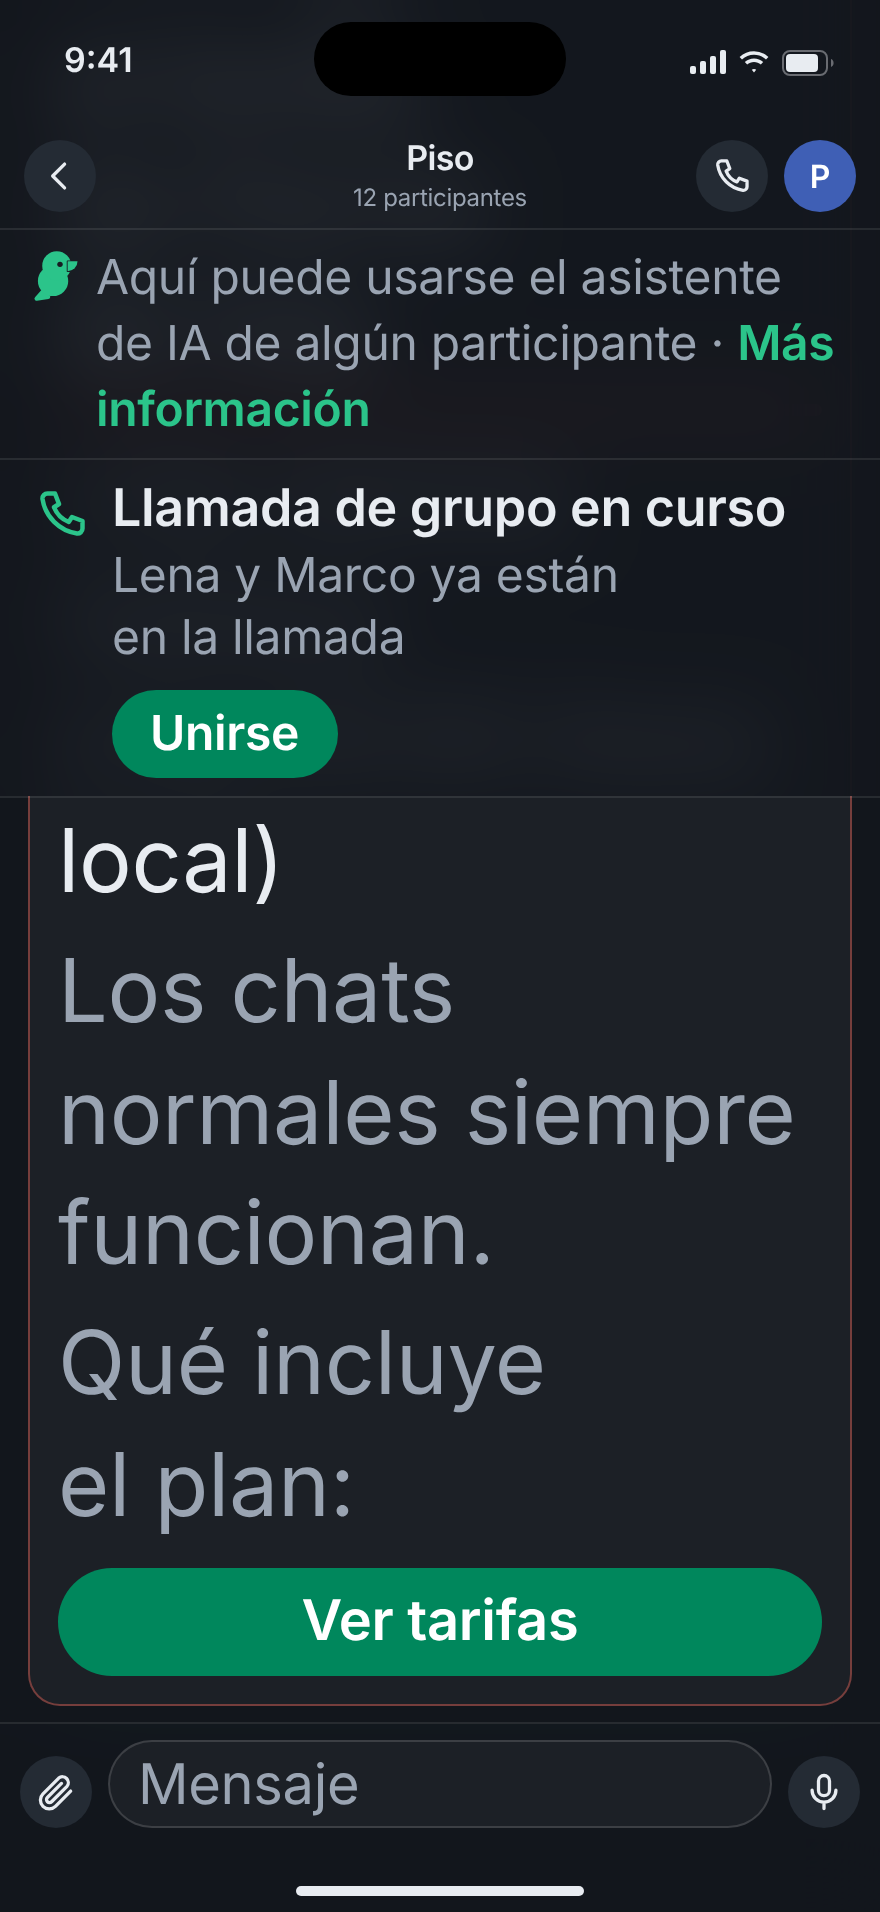 9:41
Piso
12 participantes
P
Aquí puede usarse el asistente
de IA de algún participante · Más
información
Llamada de grupo en curso
Lena y Marco ya están
en la llamada
Unirse
local)
Los chats
normales siempre
funcionan.
Qué incluye
el plan:
Ver tarifas
Mensaje